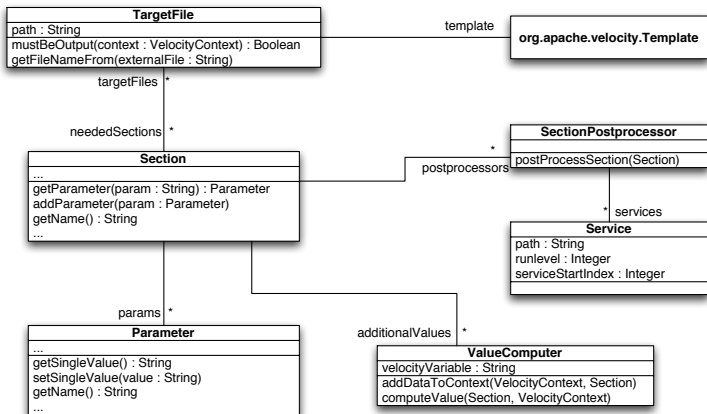 TargetFile
path : String
mustBeOutput(context : VelocityContext) : Boolean
getFileNameFrom(externalFile : String)
template
org.apache.velocity.Template
targetFiles *
neededSections *
Section
...
getParameter(param : String) : Parameter
addParameter(param : Parameter)
getName() : String
...
*
postprocessors
SectionPostprocessor
postProcessSection(Section)
* services
Service
path : String
runlevel : Integer
serviceStartIndex : Integer
params *
Parameter
...
getSingleValue() : String
setSingleValue(value : String)
getName() : String
...
additionalValues *
ValueComputer
velocityVariable : String
addDataToContext(VelocityContext, Section)
computeValue(Section, VelocityContext)